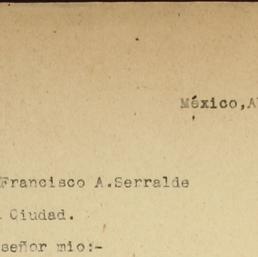 México, A
Francisco A.Serralde
Ciudad.
señor mio:-